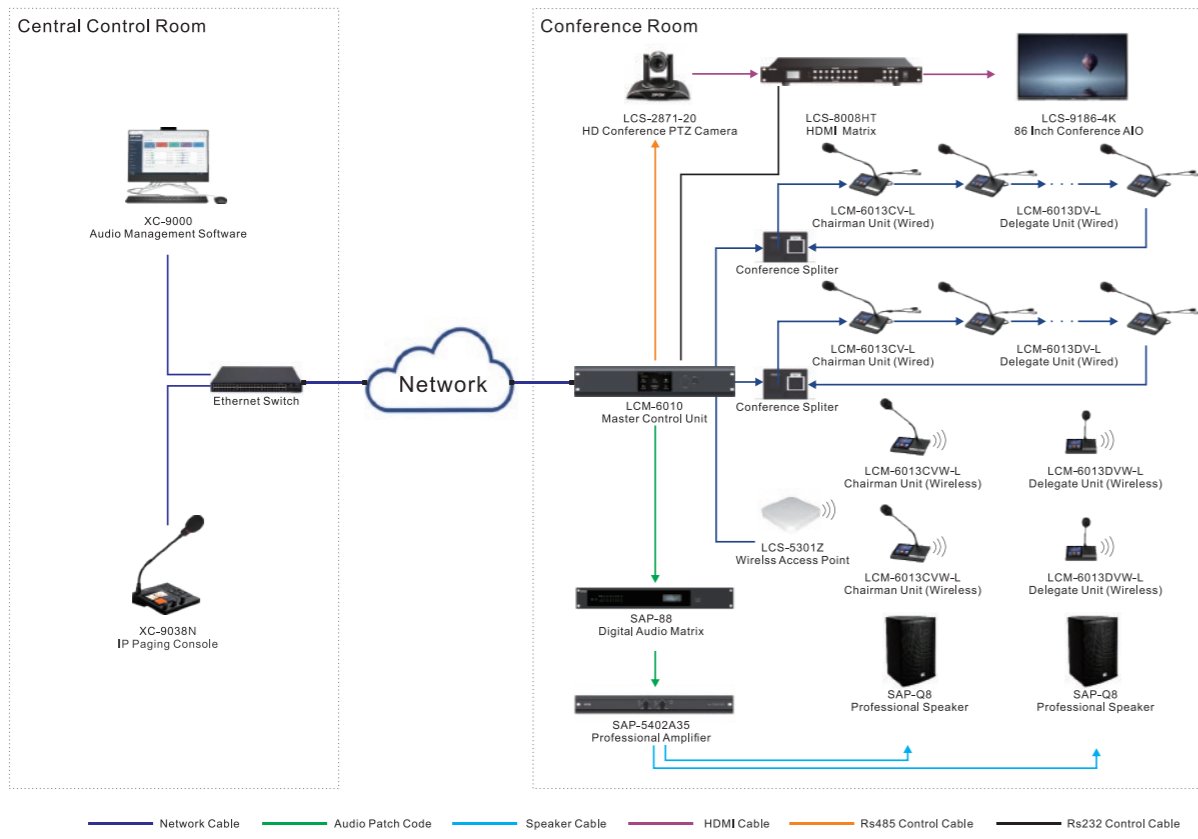 Central Control Room
Conference Room
LCS-2871-20
HD Conference PTZ Camera
LCS-8008HT
HDMI Matrix
LCS-9186-4K
86 Inch Conference AIO
XC-9000
Audio Management Software
LCM-6013CV-L
Chairman Unit (Wired)
LCM-6013DV-L
Delegate Unit (Wired)
Conference Spliter
LCM-6013CV-L
Chairman Unit (Wired)
LCM-6013DV-L
Delegate Unit (Wired)
Ethernet Switch
Network
LCM-6010
Master Control Unit
Conference Spliter
LCM-6013CVW-L
Chairman Unit (Wireless)
LCM-6013DVW-L
Delegate Unit (Wireless)
LCS-5301Z
Wirelss Access Point
LCM-6013CVW-L
Chairman Unit (Wireless)
LCM-6013DVW-L
Delegate Unit (Wireless)
XC-9038N
IP Paging Console
SAP-88
Digital Audio Matrix
SAP-Q8
Professional Speaker
SAP-Q8
Professional Speaker
SAP-5402A35
Professional Amplifier
Network Cable
Audio Patch Code
Speaker Cable
HDMI Cable
Rs485 Control Cable
Rs232 Control Cable